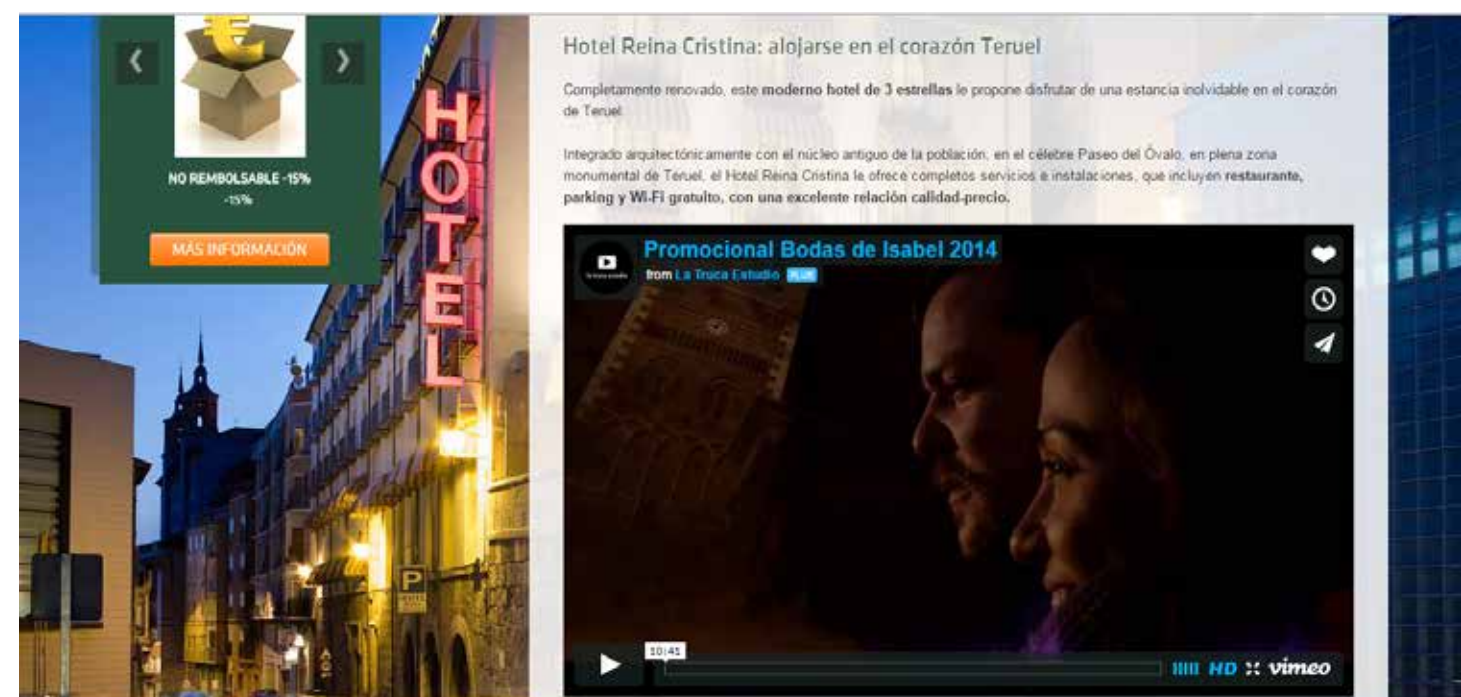 NO REMBOLSABLE -15%
-15%
MÁS INFORMACIÓN
HOTEL
P
Hotel Reina Cristina: alojarse en el corazón Teruel
Completamente renovado, este moderno hotel de 3 estrellas le propone disfrutar de una estancia inolvidable en el corazón
de Teruel.
Integrado arquitectónicamente con el núcleo antiguo de la población, en el célebre Paseo del Óvalo, en plena zona
monumental de Teruel, el Hotel Reina Cristina le ofrece completos servicios e instalaciones, que incluyen restaurante,
parking y Wi-Fi gratuito, con una excelente relación calidad-precio.
Promocional Bodas de Isabel 2014
from La Truca Estudio PLUS
10:41
HD vimeo